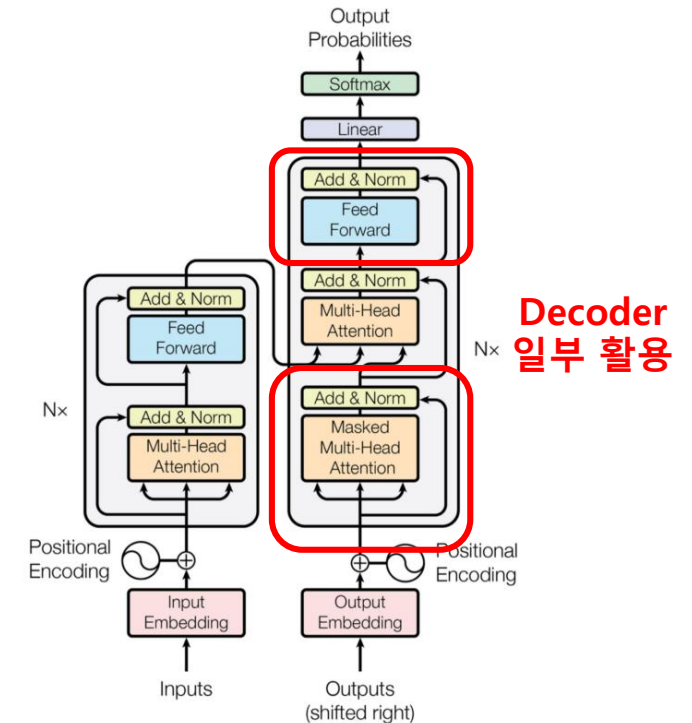 Output
Probabilities
Softmax
Linear
Add & Norm
Feed
Forward
Add & Norm
Multi-Head
Attention
Add & Norm
Masked
Multi-Head
Attention
Nx
Decoder
일부 활용
Add & Norm
Feed
Forward
Add & Norm
Multi-Head
Attention
Nx
Positional
Encoding
Positional
Encoding
Input
Embedding
Output
Embedding
Inputs
Outputs
(shifted right)